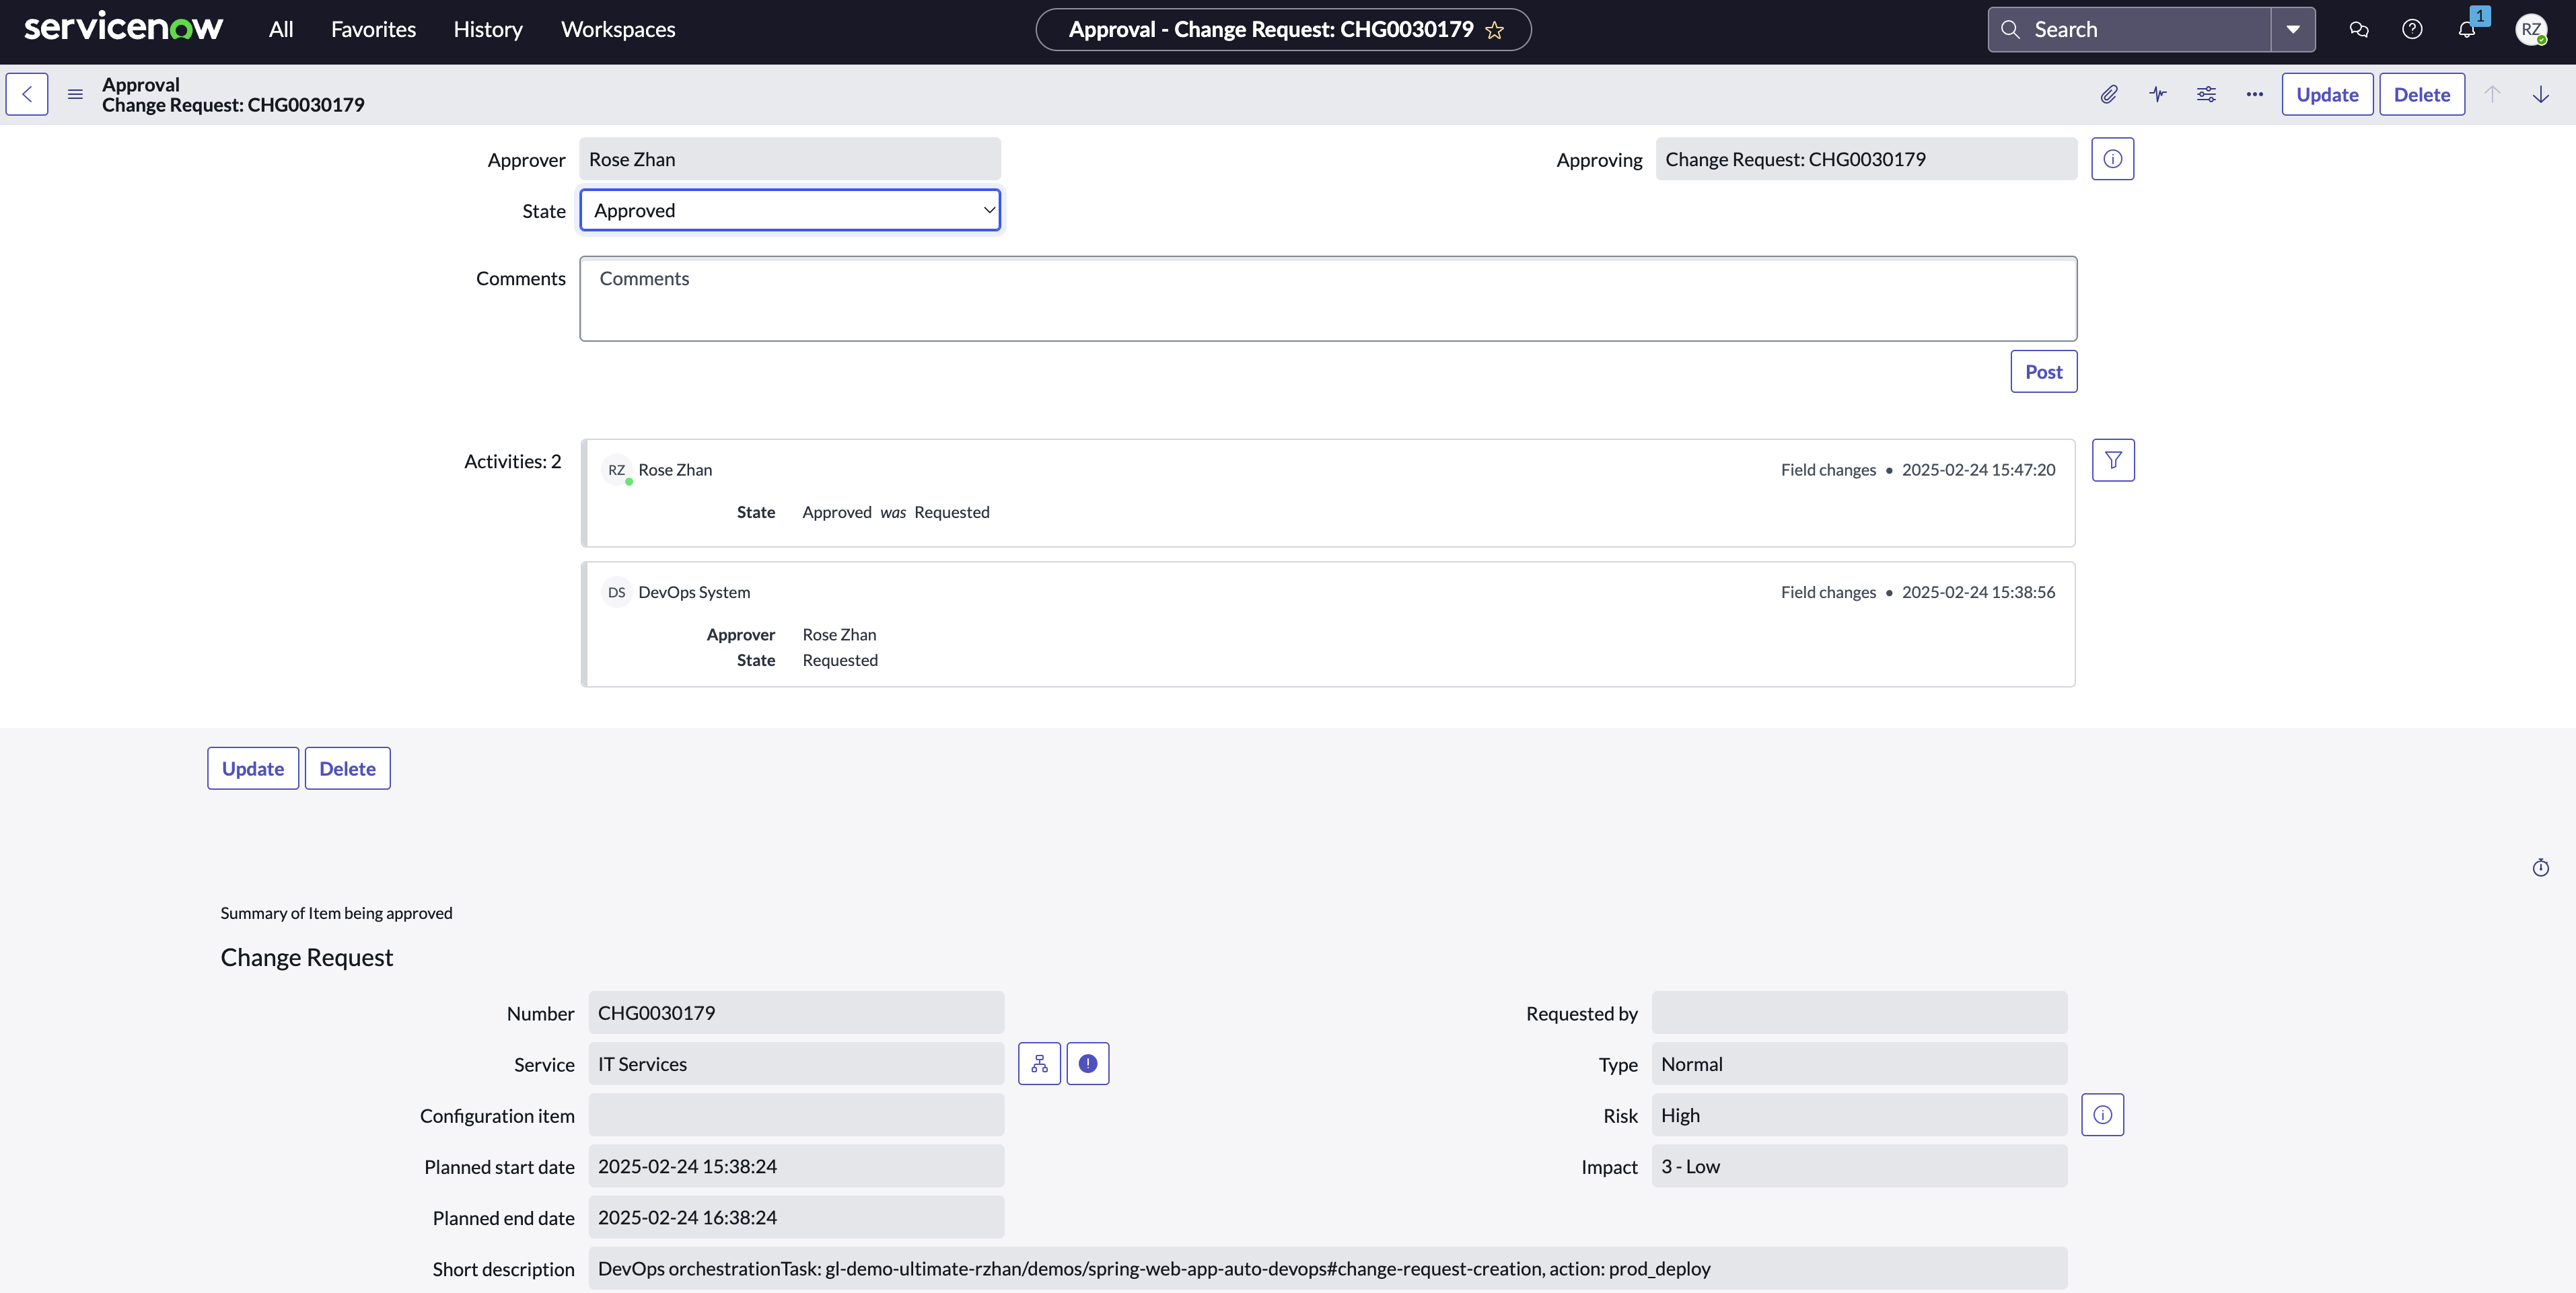 servicenow All Favorites History Workspaces Approval - Change Request: CHG0030179 Search 1 RZ
Approval
Change Request: CHG0030179
Update Delete
Approver Rose Zhan Approving Change Request: CHG0030179
State Approved
Comments Comments
Post
Activities: 2
RZ Rose Zhan Field changes • 2025-02-24 15:47:20
State Approved was Requested
DS DevOps System Field changes • 2025-02-24 15:38:56
Approver Rose Zhan
State Requested
Update Delete
Summary of Item being approved
Change Request
Number CHG0030179 Requested by
Service IT Services Type Normal
Configuration item Risk High
Planned start date 2025-02-24 15:38:24 Impact 3 - Low
Planned end date 2025-02-24 16:38:24
Short description DevOps orchestrationTask: gl-demo-ultimate-rzhan/demos/spring-web-app-auto-devops#change-request-creation, action: prod_deploy